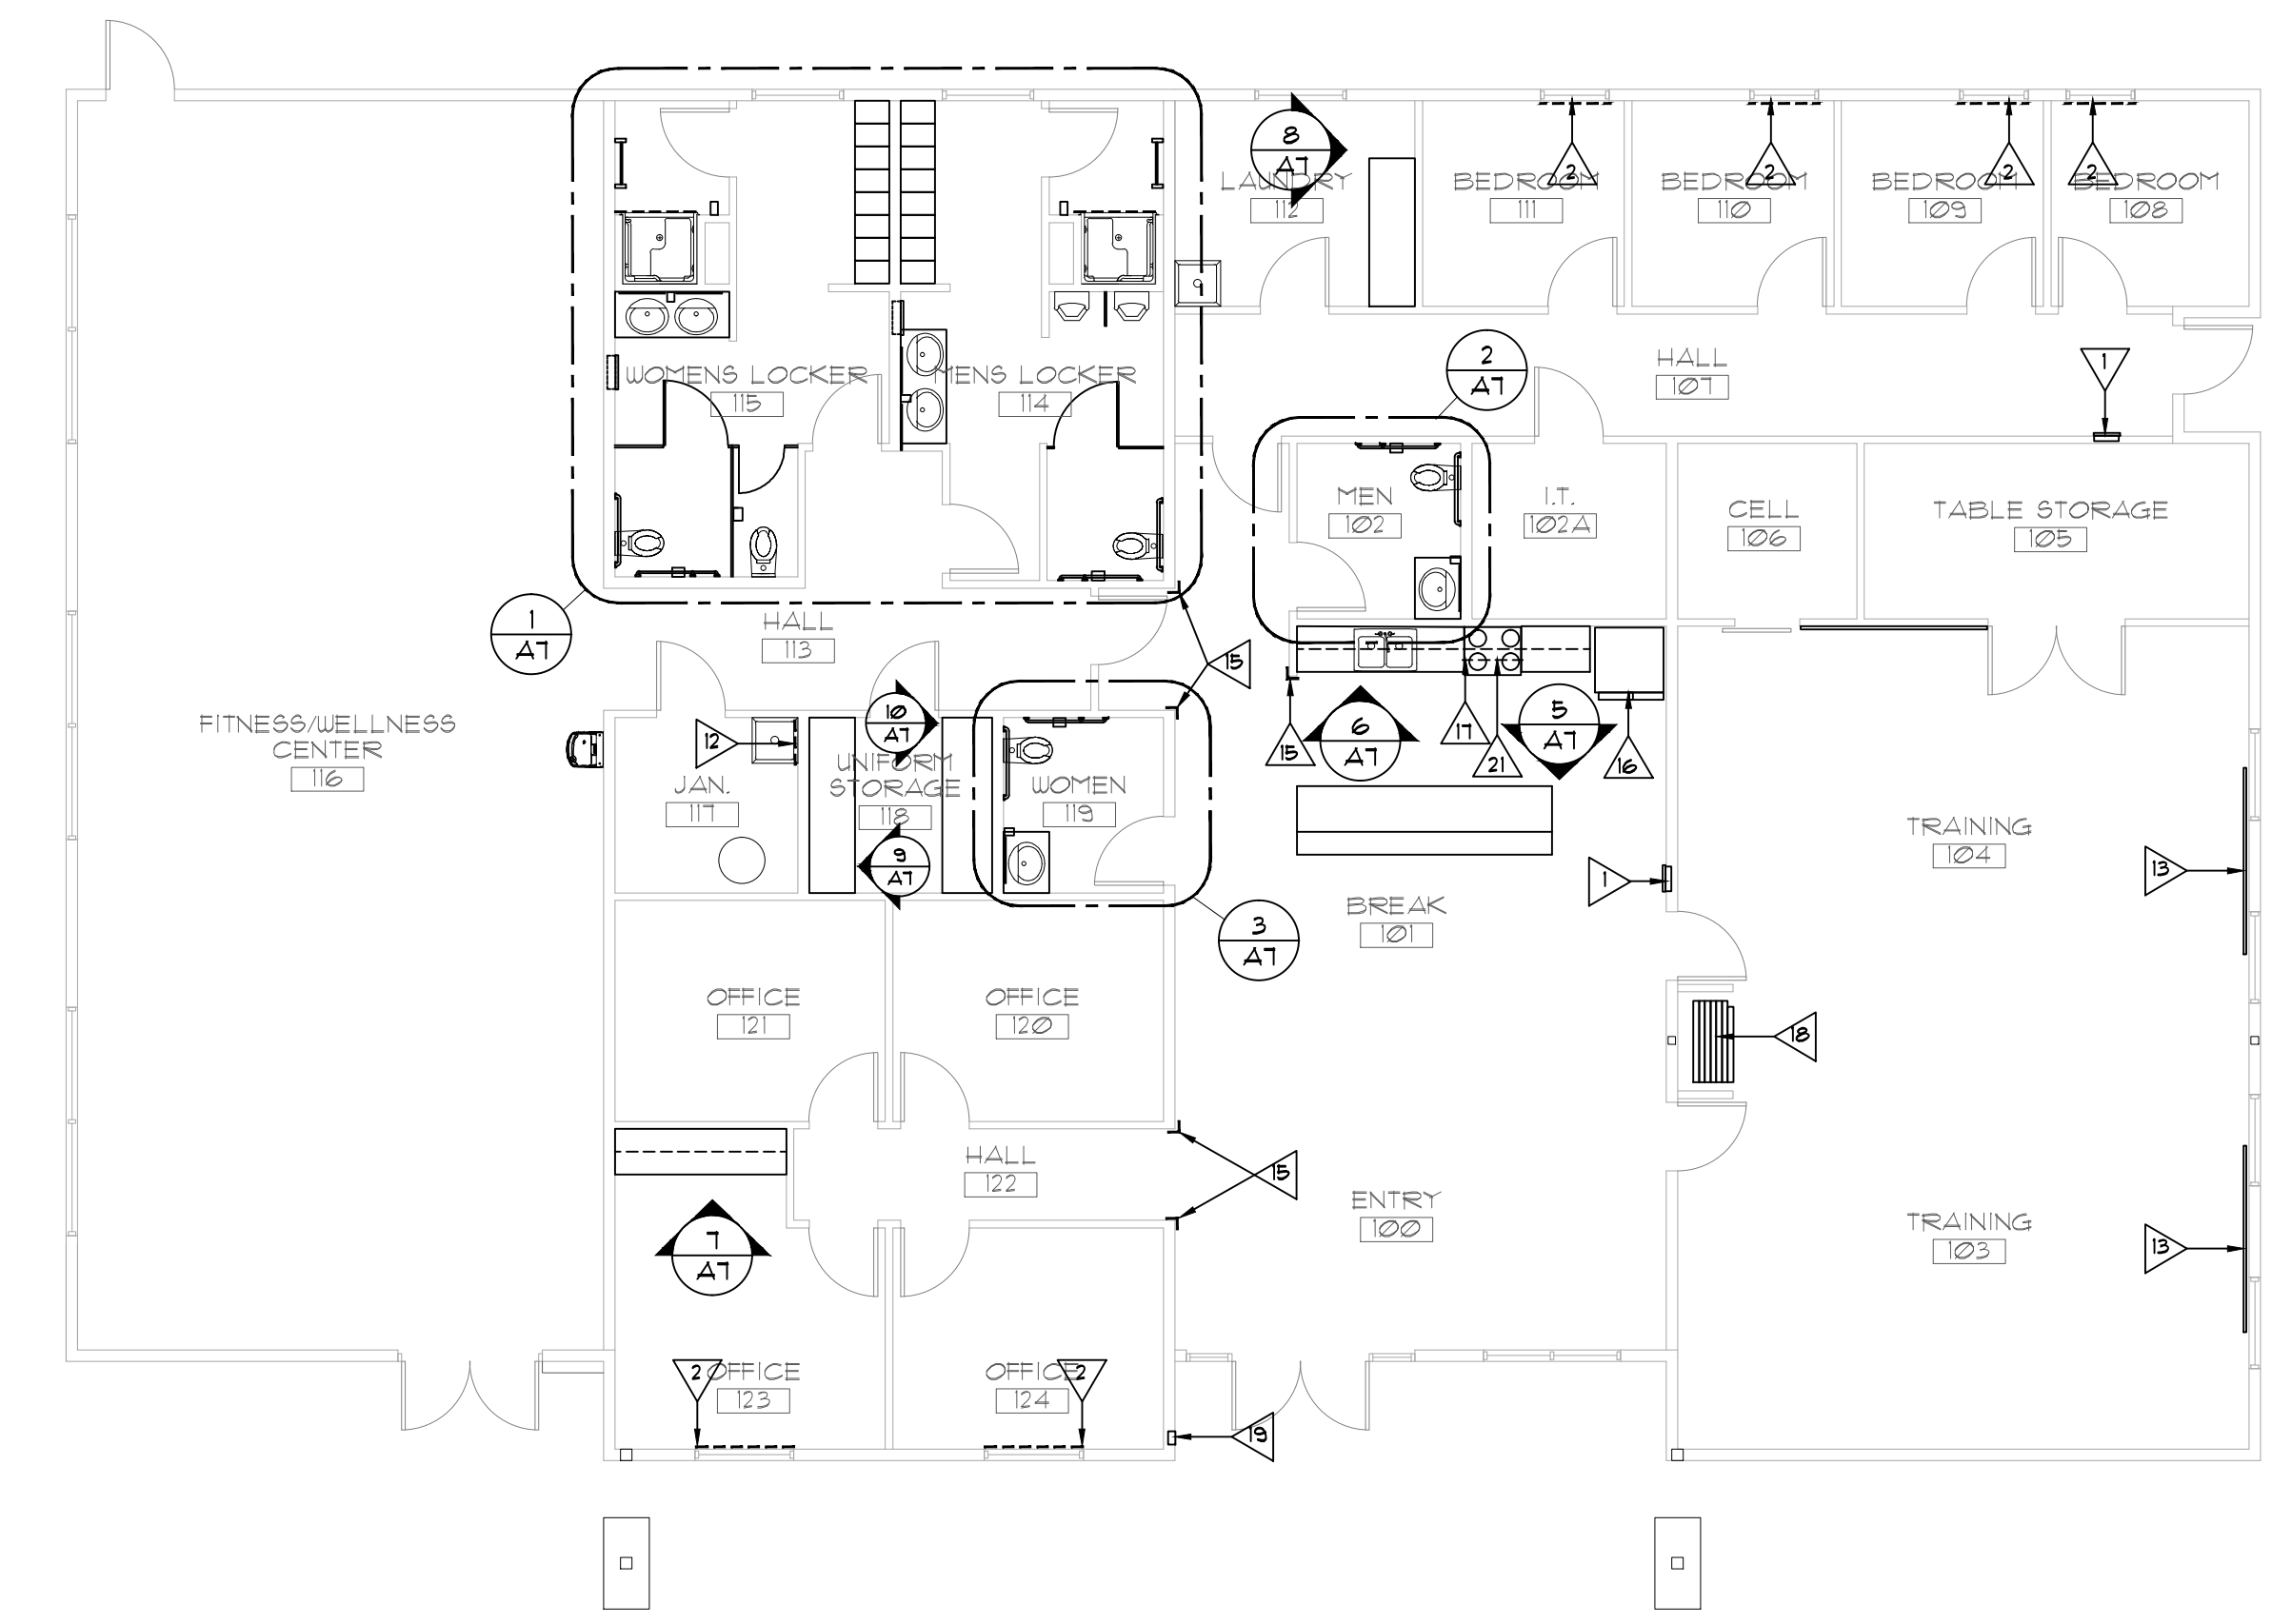 8
A7
LAUNDRY
112
BEDROOM
111
2
BEDROOM
110
2
BEDROOM
109
2
BEDROOM
108
2
WOMENS LOCKER
115
MENS LOCKER
114
2
A7
HALL
107
1
MEN
102
I.T.
102A
CELL
106
TABLE STORAGE
105
1
A7
HALL
113
15
FITNESS/WELLNESS
CENTER
116
12
JAN.
117
10
A7
UNIFORM
STORAGE
118
9
A7
WOMEN
119
15
6
A7
17
21
5
A7
16
3
A7
BREAK
101
1
TRAINING
104
13
OFFICE
121
OFFICE
120
18
HALL
122
15
ENTRY
100
TRAINING
103
13
7
A7
2
OFFICE
123
OFFICE
124
2
19